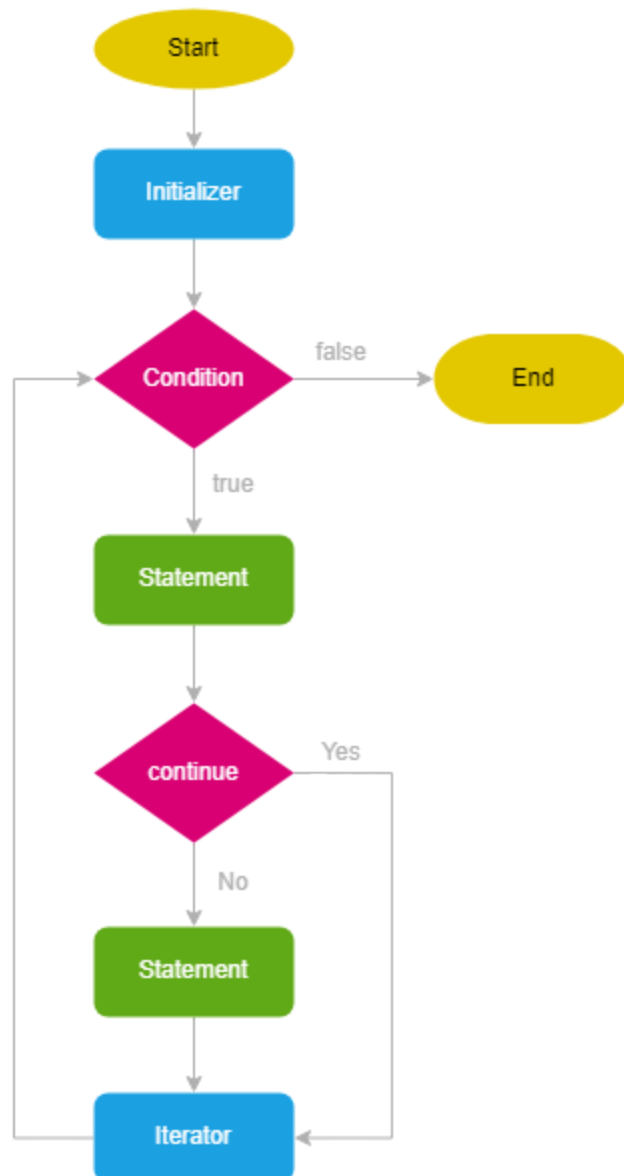 Start
Initializer
Condition
false
End
true
Statement
continue
Yes
No
Statement
Iterator